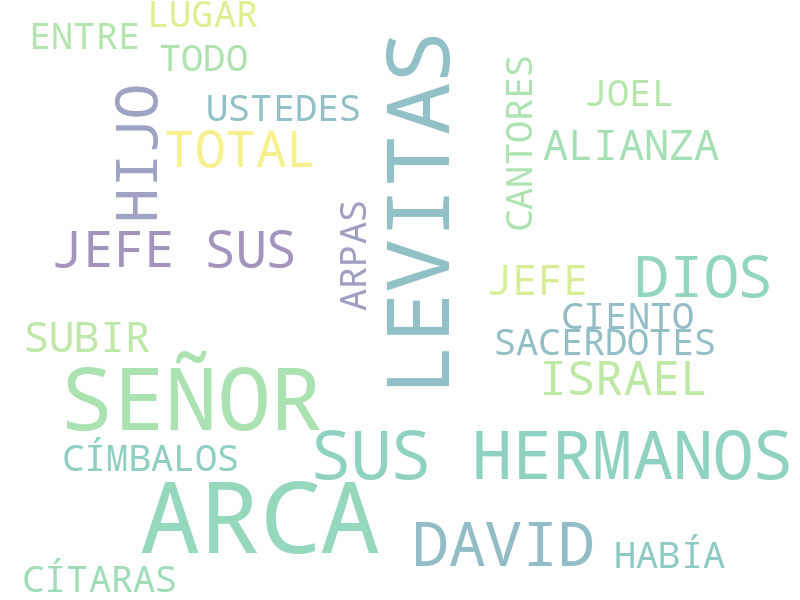 LUGAR
ENTRE
TODO
USTEDES
HIJO
TOTAL
LEVITAS
CANTORES
JOEL
ALIANZA
JEFE SUS
ARPAS
DIOS
JEFE
CIENTO
SACERDOTES
SUBIR
ISRAEL
SEÑOR
SUS HERMANOS
CÍMBALOS
ARCA
DAVID
HABÍA
CÍTARAS